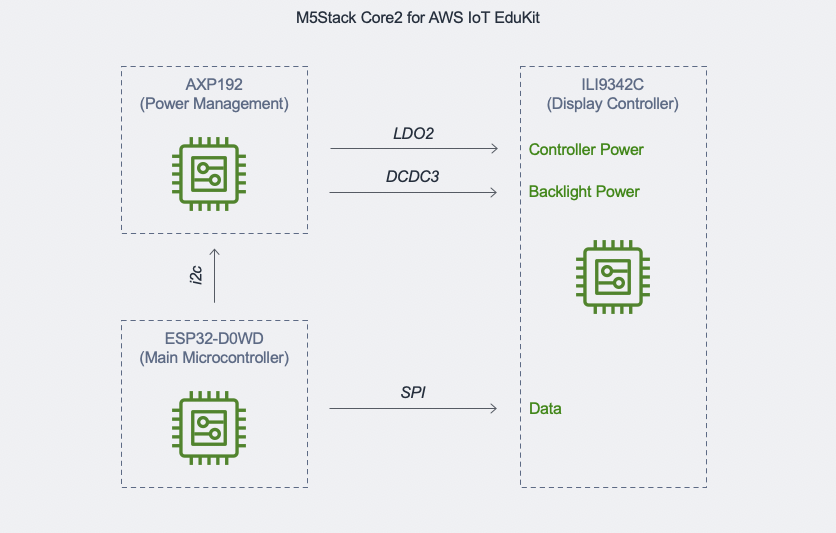 M5Stack Core2 for AWS IoT EduKit
AXP192
(Power Management)
LDO2
DCDC3
ILI9342C
(Display Controller)
Controller Power
Backlight Power
i2c
ESP32-D0WD
(Main Microcontroller)
SPI
Data